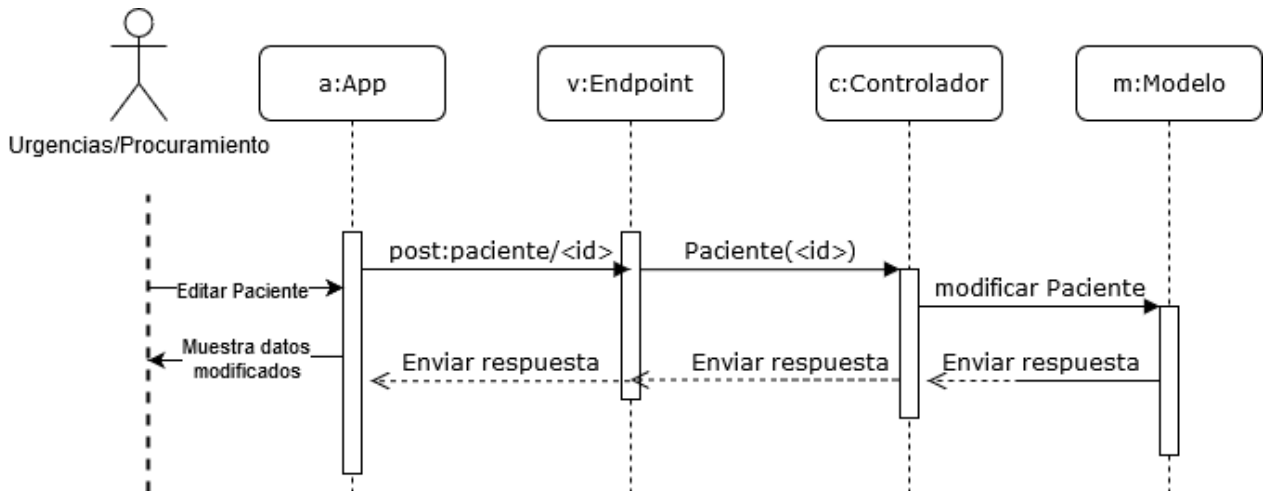 a:App
v:Endpoint
c:Controlador
m:Modelo
Urgencias/Procuramiento
post:paciente/<id>
Paciente(<id>)
Editar Paciente
modificar Paciente
Muestra datos
modificados
Enviar respuesta
Enviar respuesta
Enviar respuesta